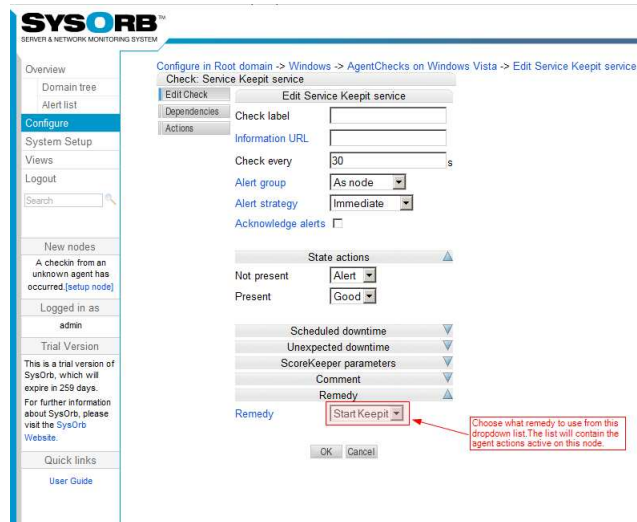 SYSORB™
SERVER & NETWORK MONITORING SYSTEM
Overview
Domain tree
Alert list
Configure
System Setup
Views
Logout
Search
New nodes
A checkin from an
unknown agent has
occurred.[setup node]
Logged in as
admin
Trial Version
This is a trial version of
SysOrb, which will
expire in 259 days.
For further information
about SysOrb, please
visit the SysOrb
Website.
Quick links
User Guide
Configure in Root domain -> Windows -> AgentChecks on Windows Vista -> Edit Service Keepit service
Check: Service Keepit service
Edit Check
Dependencies
Actions
Edit Service Keepit service
Check label
Information URL
Check every 30 s
Alert group As node
Alert strategy Immediate
Acknowledge alerts
State actions
Not present Alert
Present Good
Scheduled downtime
Unexpected downtime
ScoreKeeper parameters
Comment
Remedy
Remedy Start Keepit
Choose what remedy to use from this
dropdown list.The list will contain the
agent actions active on this node.
OK Cancel